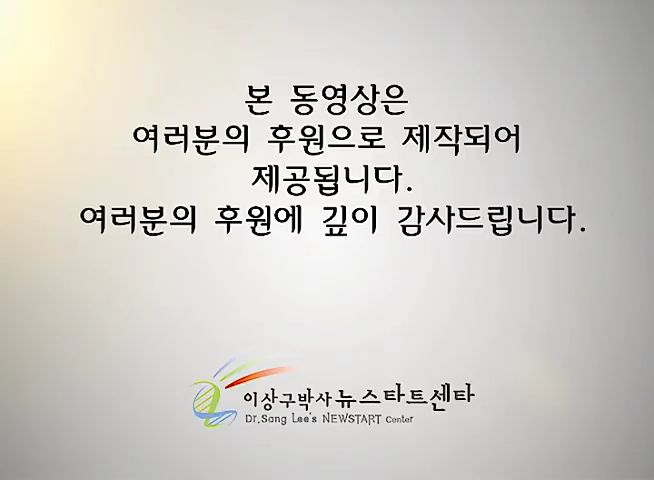 본 동영상은
여러분의 후원으로 제작되어
제공됩니다.
여러분의 후원에 깊이 감사드립니다.
이상구박사 뉴스타트센타
Dr.Sang Lee's NEWSTART Center